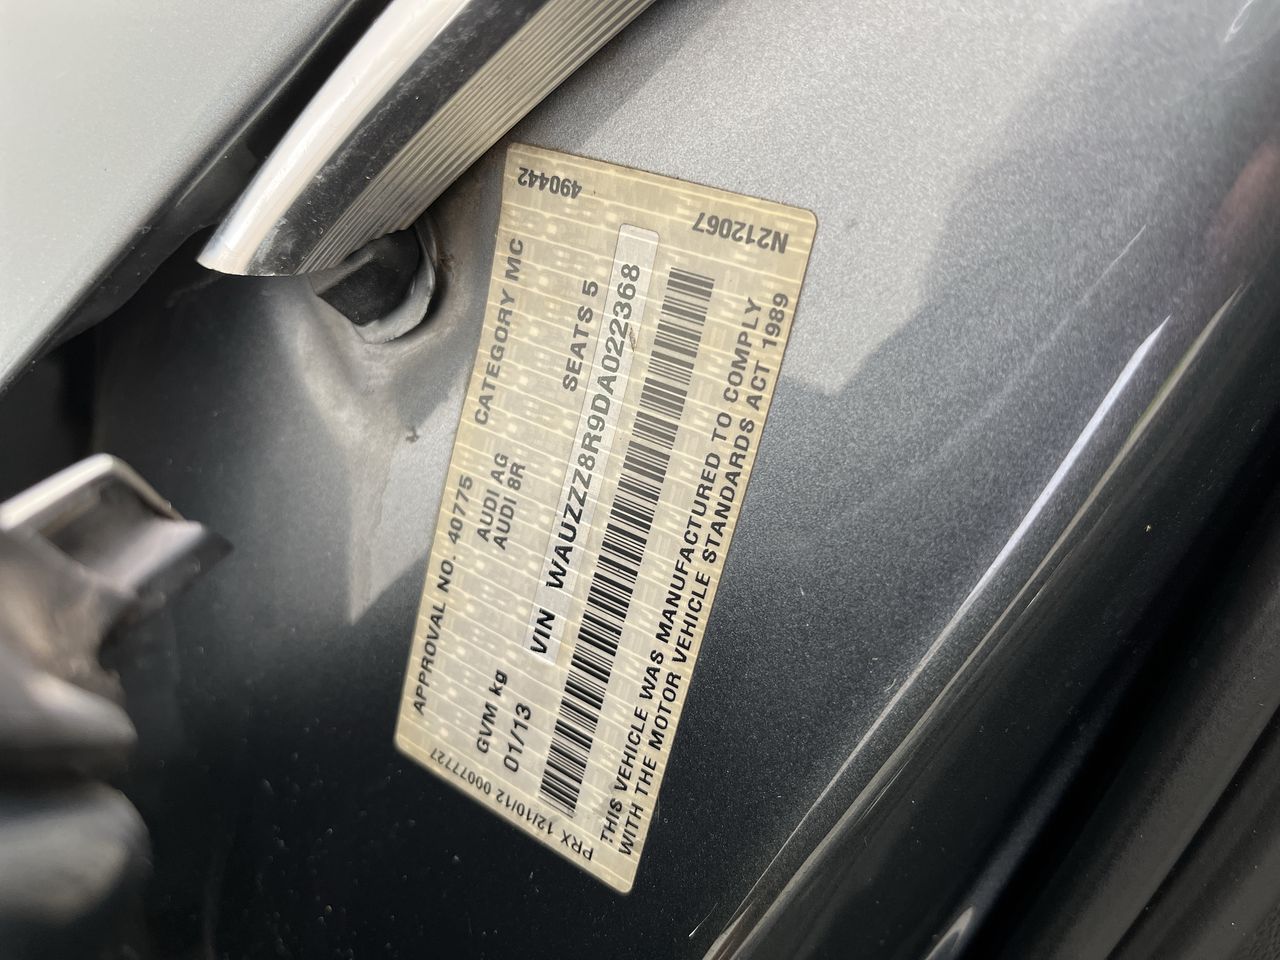 APPROVAL NO. 40775 CATEGORY MC
AUDI AG
AUDI 8R
GVM kg SEATS 5
01/13 VIN WAUZZZ8R9DA022368
THIS VEHICLE WAS MANUFACTURED TO COMPLY
WITH THE MOTOR VEHICLE STANDARDS ACT 1989
490442
N212067
PRX 12/10/12 00077727